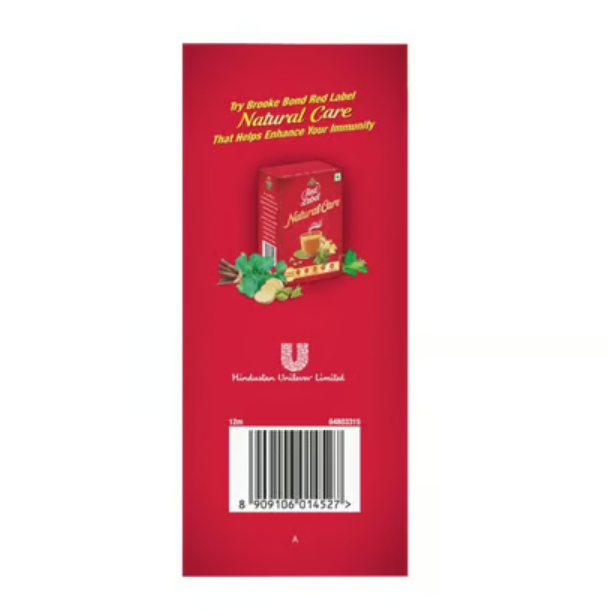 Try Brooke Bond Red Label
Natural Care
That Helps Enhance Your Immunity
Red
Label
Natural Care
Hindustan Unilever Limited
12m 64803315
8 909106 014527 >
A